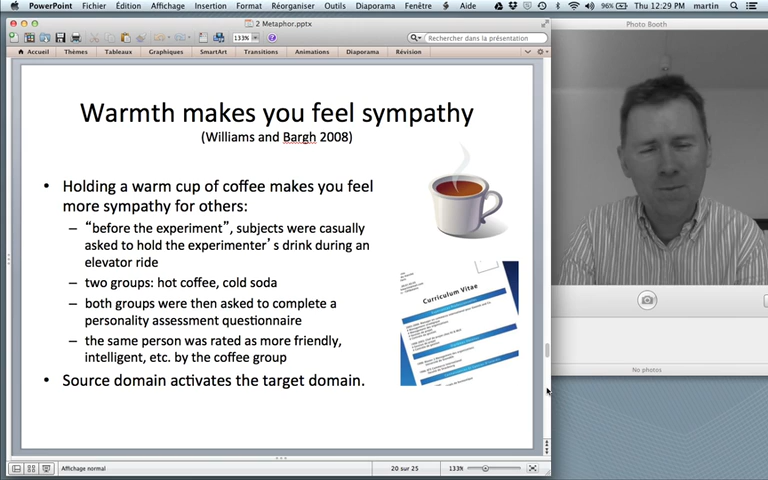 PowerPoint Fichier Édition Affichage Insertion Format Réorganiser Outils Diaporama Fenêtre Aide 96% Thu 12:29 PM martin
2 Metaphor.pptx
133% Rechercher dans la présentation
Accueil Thèmes Tableaux Graphiques SmartArt Transitions Animations Diaporama Révision
Photo Booth
Warmth makes you feel sympathy
(Williams and Bargh 2008)
• Holding a warm cup of coffee makes you feel
more sympathy for others:
– “before the experiment”, subjects were casually
asked to hold the experimenter’s drink during an
elevator ride
– two groups: hot coffee, cold soda
– both groups were then asked to complete a
personality assessment questionnaire
– the same person was rated as more friendly,
intelligent, etc. by the coffee group
• Source domain activates the target domain.
Curriculum Vitae
No photos
Affichage normal 20 sur 25 133%